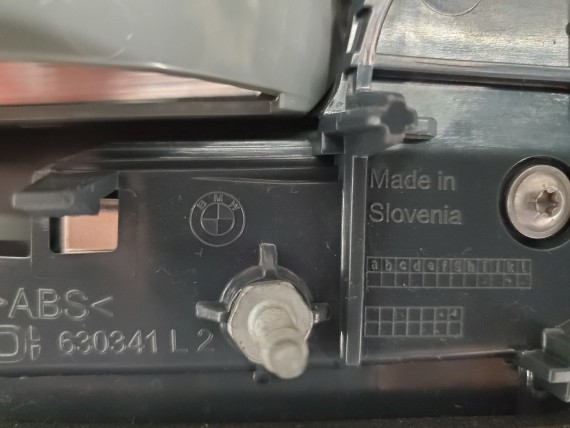 BMW
Made in
Slovenia
>ABS<
630341 L 2